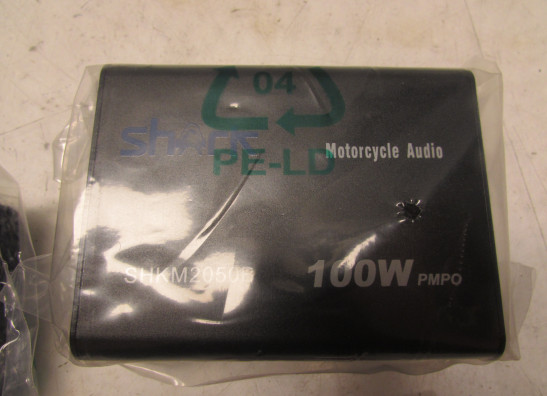 04
PE-LD
Motorcycle Audio
100W PMPO